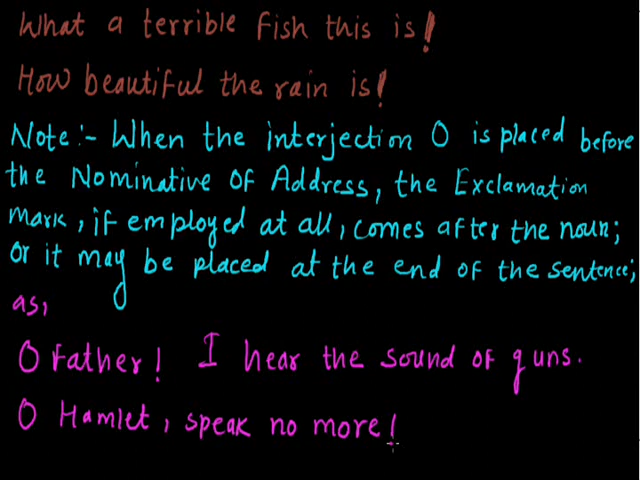 What a terrible fish this is!
How beautiful the rain is!
Note:- When the interjection O is placed before
the Nominative of Address, the Exclamation
mark, if employed at all, comes after the noun;
or it may be placed at the end of the sentence;
as,
O Father! I hear the sound of guns.
O Hamlet, speak no more!